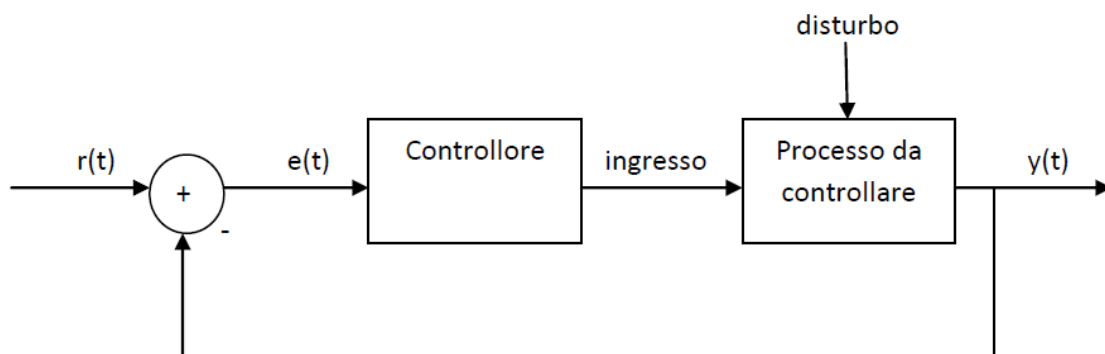 disturbo
r(t)
+
-
e(t)
Controllore
ingresso
Processo da
controllare
y(t)